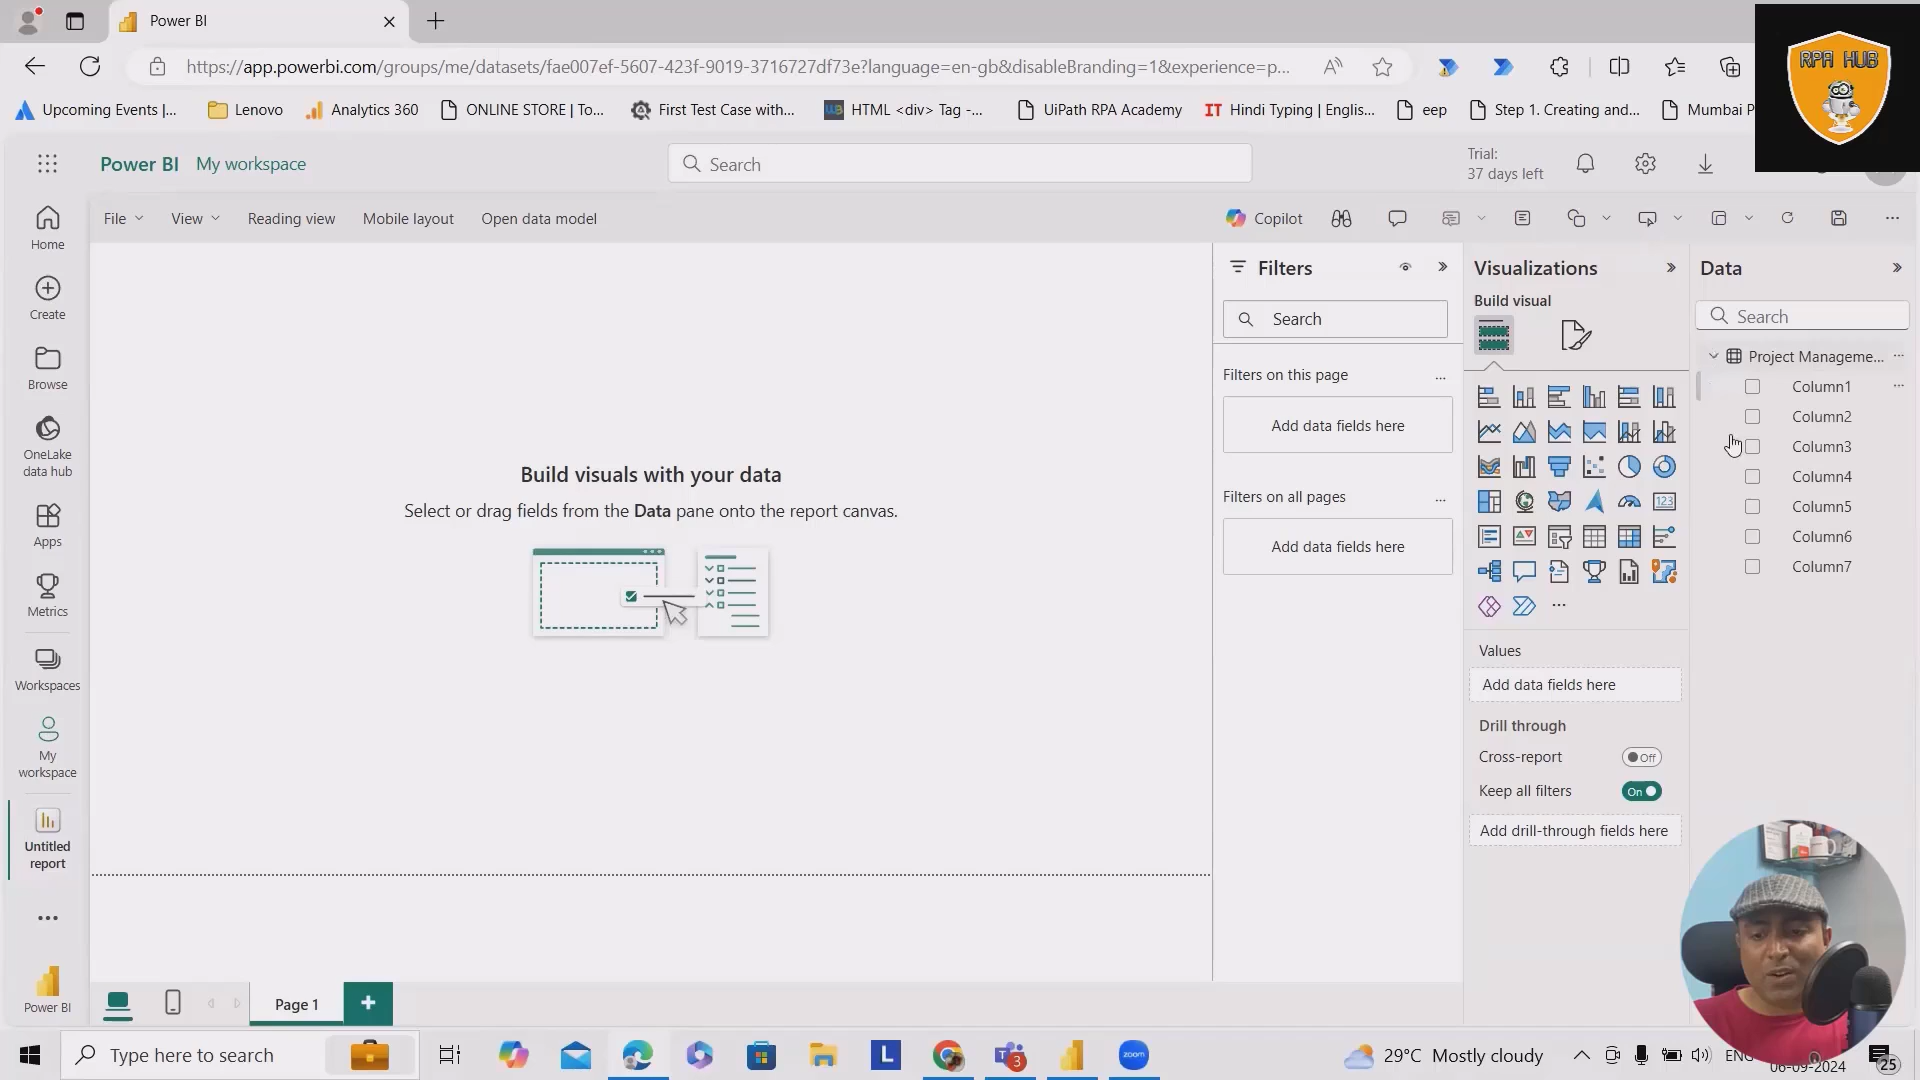 Power BI
https://app.powerbi.com/groups/me/datasets/fae007ef-5607-423f-9019-3716727df73e?language=en-gb&disableBranding=1&experience=p...
Upcoming Events |...
Lenovo
Analytics 360
ONLINE STORE | To...
First Test Case with...
HTML <div> Tag -...
UiPath RPA Academy
Hindi Typing | Englis...
eep
Step 1. Creating and...
Mumbai P
RPA HUB
Power BI
My workspace
Search
Trial:
37 days left
File
View
Reading view
Mobile layout
Open data model
Copilot
Home
Create
Browse
OneLake
data hub
Apps
Metrics
Workspaces
My
workspace
Untitled
report
Power BI
Build visuals with your data
Select or drag fields from the Data pane onto the report canvas.
Filters
Search
Filters on this page
Add data fields here
Filters on all pages
Add data fields here
Visualizations
Build visual
123
Values
Add data fields here
Drill through
Cross-report
Off
Keep all filters
On
Add drill-through fields here
Data
Search
Project Manageme...
Column1
Column2
Column3
Column4
Column5
Column6
Column7
Page 1
Type here to search
L
3
zoom
29°C Mostly cloudy
ENG
06-09-2024
25